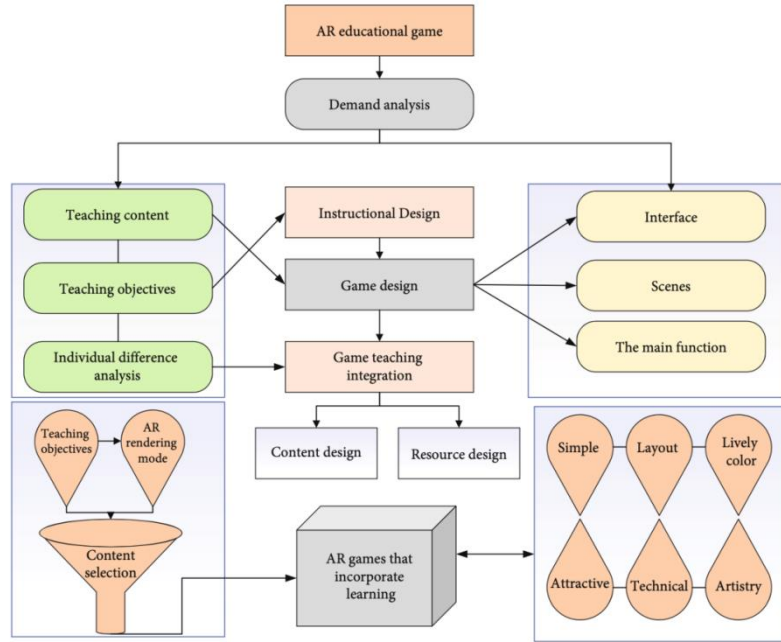 AR educational game
Demand analysis
Teaching content
Instructional Design
Interface
Teaching objectives
Game design
Scenes
Individual difference
analysis
Game teaching
integration
The main function
Content design
Resource design
Teaching
objectives
AR
rendering
mode
Content
selection
AR games that
incorporate
learning
Simple
Layout
Lively
color
Attractive
Technical
Artistry